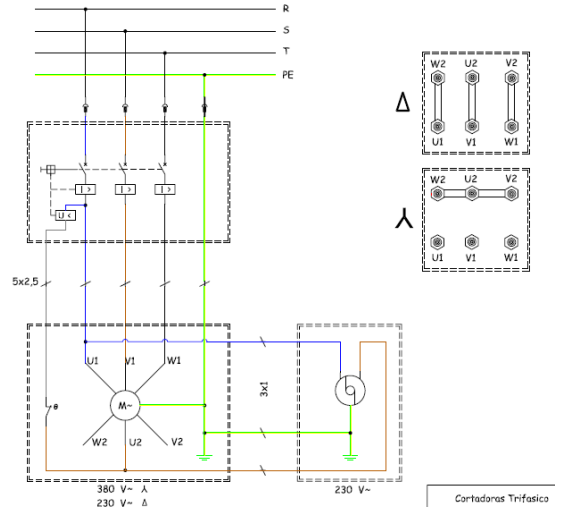 R
S
T
PE
W2 U2 V2
Δ
U1 V1 W1
W2 U2 V2
U1 V1 W1
I > I > I >
U <
5x2,5
U1 V1 W1
3x1
M~
θ
W2 U2 V2
380 V~ ⅄
230 V~ Δ
230 V~
Cortadoras Trifasico